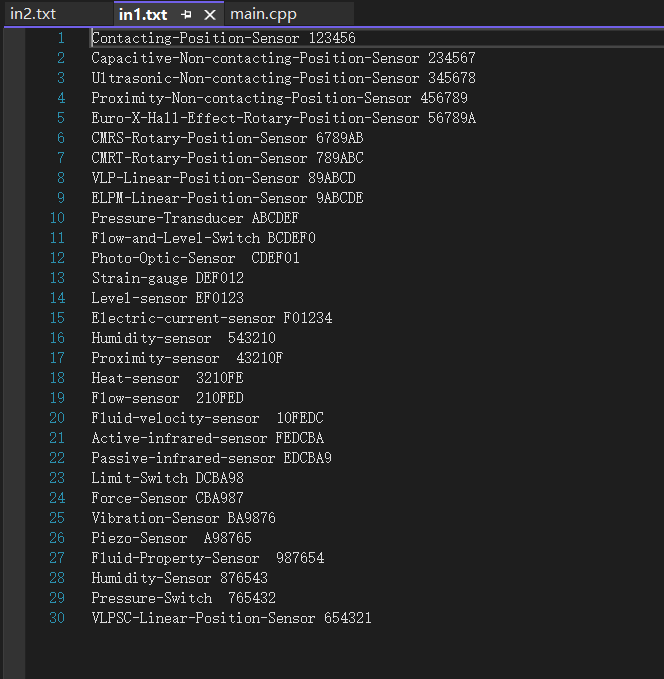 in2.txt in1.txt main.cpp
1 Contacting-Position-Sensor 123456
2 Capacitive-Non-contacting-Position-Sensor 234567
3 Ultrasonic-Non-contacting-Position-Sensor 345678
4 Proximity-Non-contacting-Position-Sensor 456789
5 Euro-X-Hall-Effect-Rotary-Position-Sensor 56789A
6 CMRS-Rotary-Position-Sensor 6789AB
7 CMRT-Rotary-Position-Sensor 789ABC
8 VLP-Linear-Position-Sensor 89ABCD
9 ELPM-Linear-Position-Sensor 9ABCDE
10 Pressure-Transducer ABCDEF
11 Flow-and-Level-Switch BCDEF0
12 Photo-Optic-Sensor  CDEF01
13 Strain-gauge DEF012
14 Level-sensor EF0123
15 Electric-current-sensor F01234
16 Humidity-sensor  543210
17 Proximity-sensor  43210F
18 Heat-sensor  3210FE
19 Flow-sensor  210FED
20 Fluid-velocity-sensor  10FEDC
21 Active-infrared-sensor FEDCBA
22 Passive-infrared-sensor EDCBA9
23 Limit-Switch DCBA98
24 Force-Sensor CBA987
25 Vibration-Sensor BA9876
26 Piezo-Sensor  A98765
27 Fluid-Property-Sensor  987654
28 Humidity-Sensor 876543
29 Pressure-Switch  765432
30 VLPSC-Linear-Position-Sensor 654321